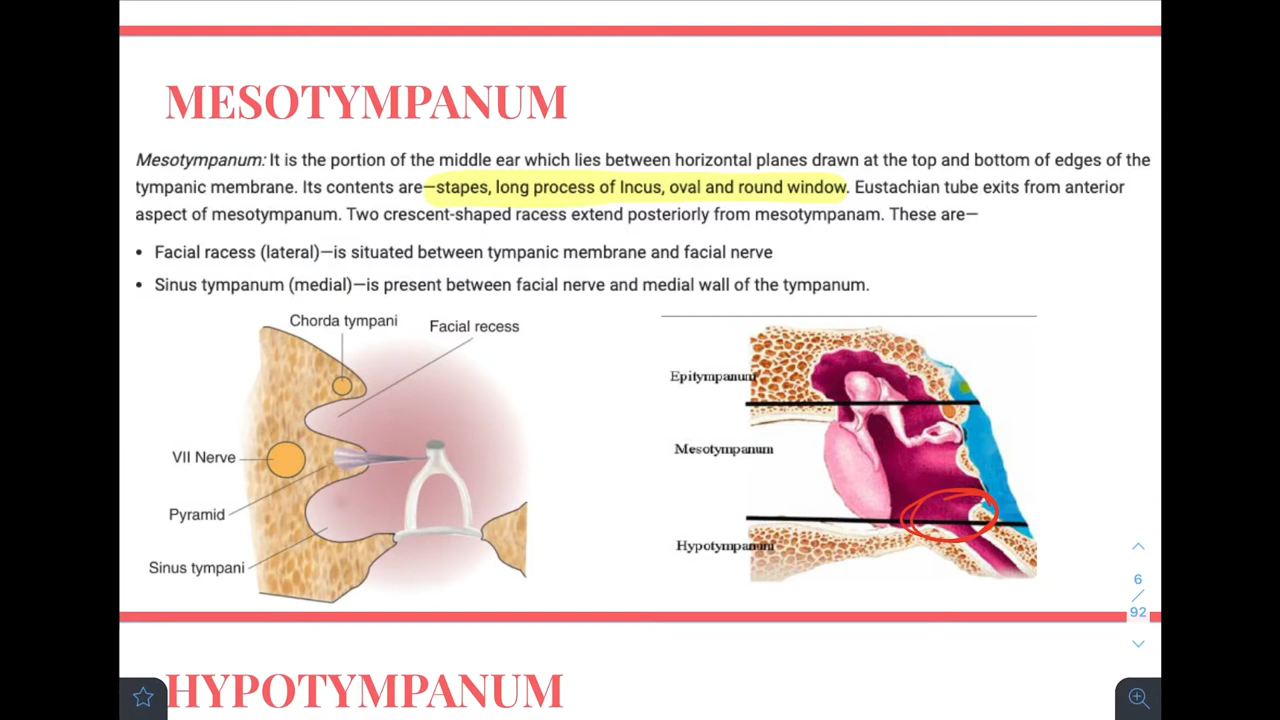 MESOTYMPANUM
Mesotympanum: It is the portion of the middle ear which lies between horizontal planes drawn at the top and bottom of edges of the
tympanic membrane. Its contents are—stapes, long process of Incus, oval and round window. Eustachian tube exits from anterior
aspect of mesotympanum. Two crescent-shaped racess extend posteriorly from mesotympanam. These are—
• Facial racess (lateral)—is situated between tympanic membrane and facial nerve
• Sinus tympanum (medial)—is present between facial nerve and medial wall of the tympanum.
Chorda tympani
Facial recess
VII Nerve
Pyramid
Sinus tympani
Epitympanum
Mesotympanum
Hypotympanum
6
/
92
HYPOTYMPANUM